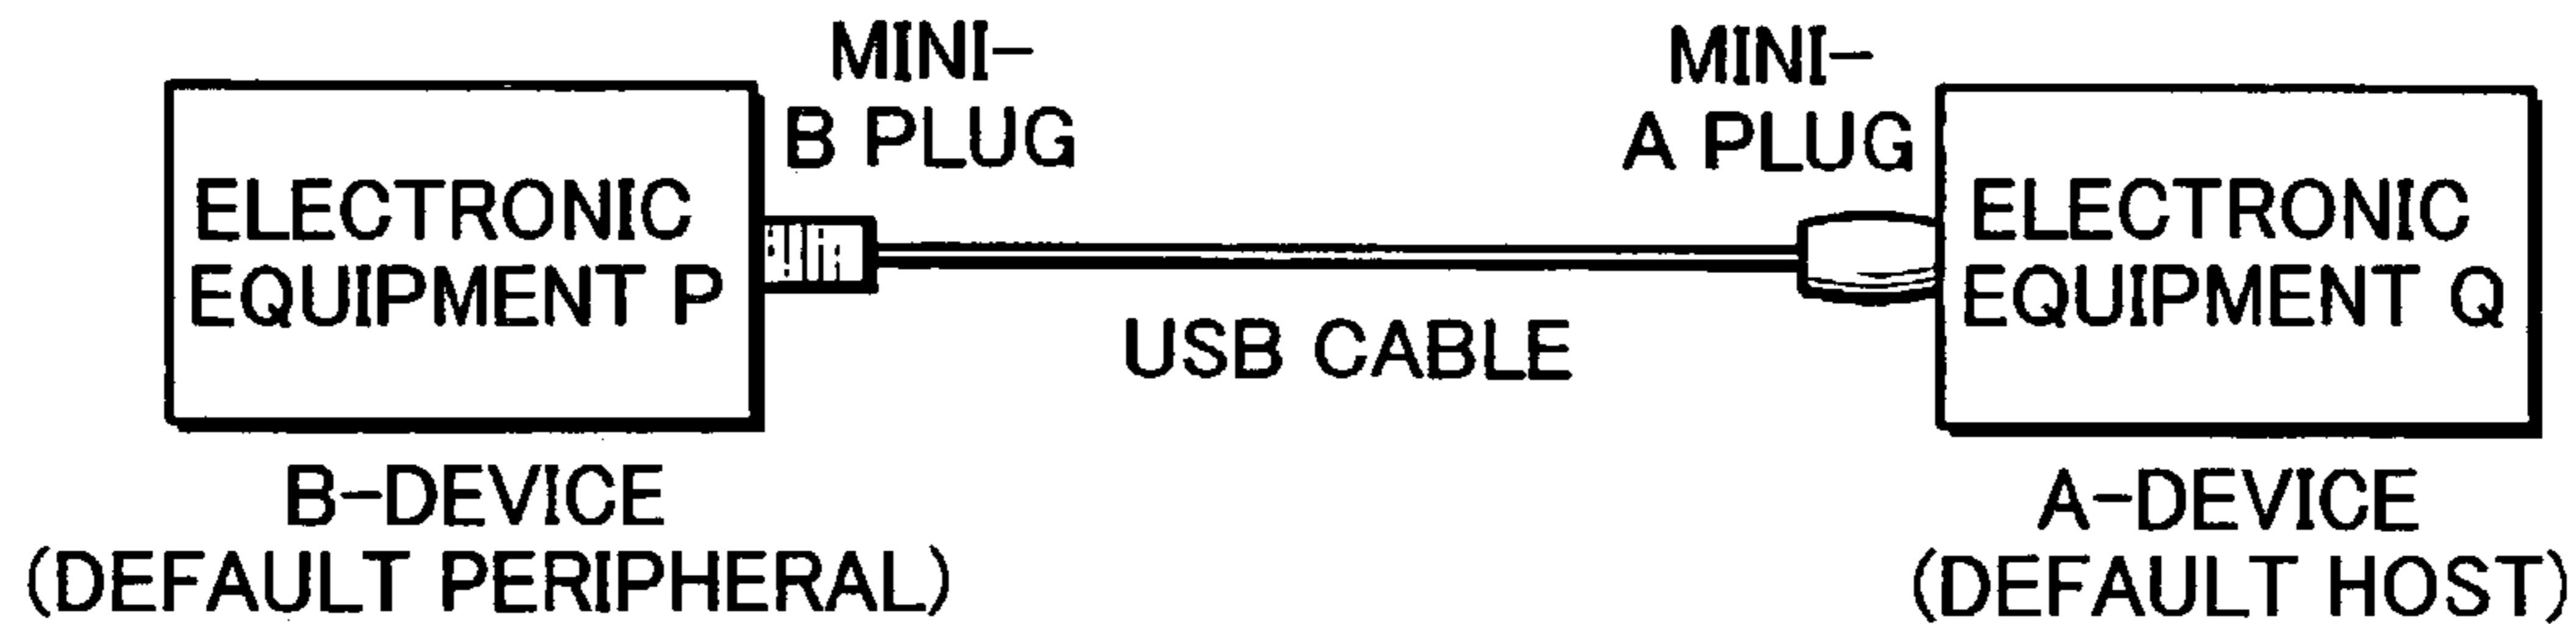 MINI-
B PLUG
MINI-
A PLUG
ELECTRONIC
EQUIPMENT P
ELECTRONIC
EQUIPMENT Q
USB CABLE
B-DEVICE
(DEFAULT PERIPHERAL)
A-DEVICE
(DEFAULT HOST)